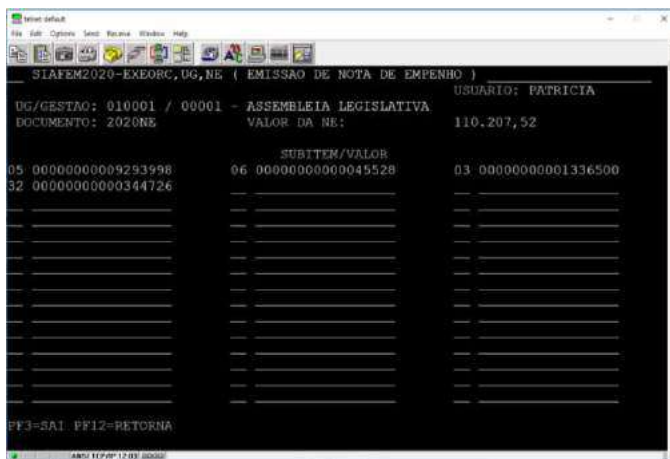 telnet default
File Edit Options Send Receive Window Help
SIAFEM2020-EXEORC,UG,NE ( EMISSAO DE NOTA DE EMPENHO )
USUARIO: PATRICIA
UG/GESTAO: 010001 / 00001 - ASSEMBLEIA LEGISLATIVA
DOCUMENTO: 2020NE VALOR DA NE: 110.207,52
SUBITEM/VALOR
05 00000000009293998 06 00000000000045528 03 00000000001336500
32 00000000000344726
PF3=SAI PF12=RETORNA